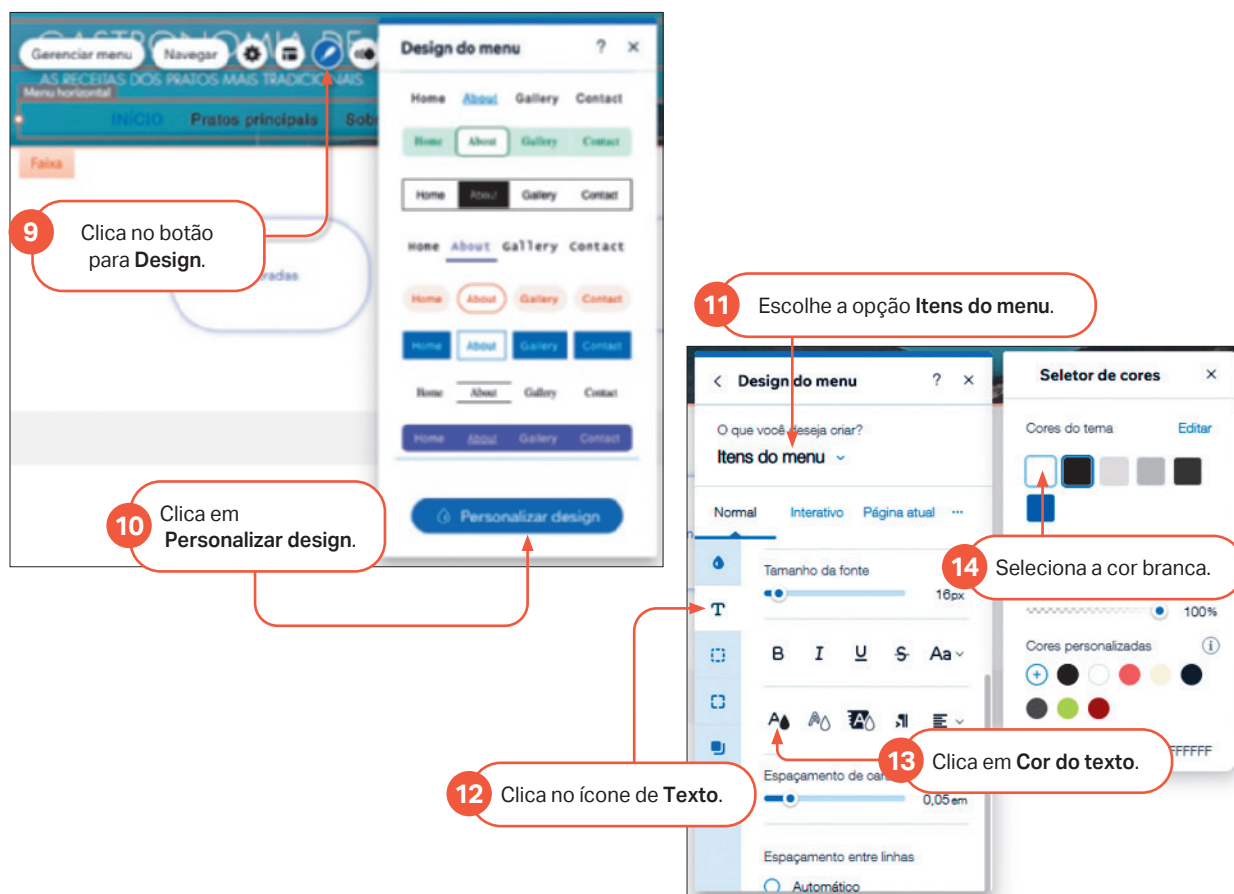 GASTRONOMIA DE
Gerenciar menu
Navegar
AS RECEITAS DOS PRATOS MAIS TRADICIONAIS
Menu horizontal
INÍCIO Pratos principais
Faixa
Design do menu ? ×
Home About Gallery Contact
Home About Gallery Contact
Home About Gallery Contact
Home About Gallery Contact
Home About Gallery Contact
Home About Gallery Contact
Home About Gallery Contact
Home About Gallery Contact
Personalizar design
9 Clica no botão
para Design.
10 Clica em
Personalizar design.
11 Escolhe a opção Itens do menu.
Design do menu ? ×
O que você deseja criar?
Itens do menu
Normal Interativo Página atual ...
Tamanho da fonte
16px
T
B I U S Aa
Espaçamento de
0,05 em
Espaçamento entre linhas
Automático
12 Clica no ícone de Texto.
13 Clica em Cor do texto.
Seletor de cores ×
Cores do tema Editar
14 Seleciona a cor branca.
100%
Cores personalizadas
FFFFFF